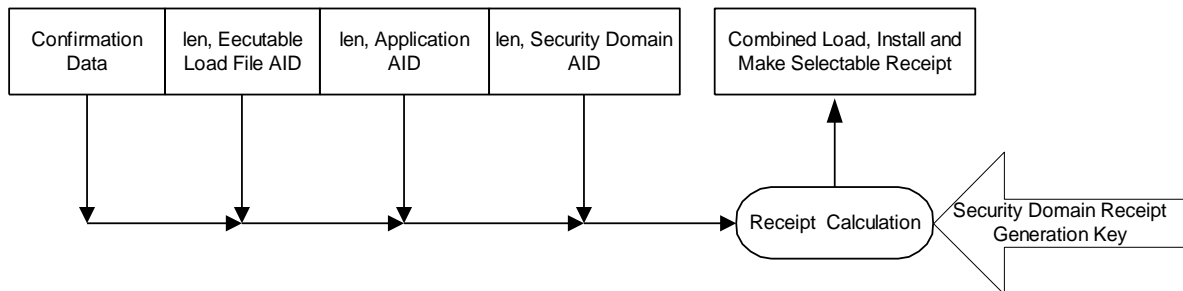 Confirmation
Data
len, Eecutable
Load File AID
len, Application
AID
len, Security Domain
AID
Combined Load, Install and
Make Selectable Receipt
Receipt Calculation
Security Domain Receipt
Generation Key